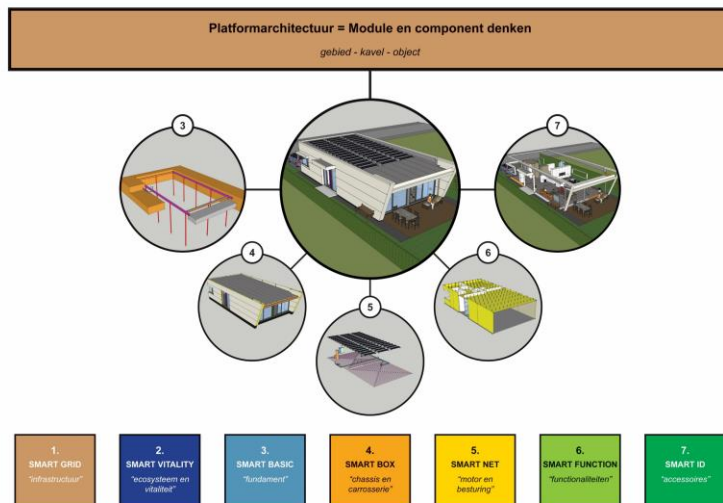 Platformarchitectuur = Module en component denken
gebied - kavel - object
3
7
4
6
5
1.
SMART GRID
"infrastructuur"
2.
SMART VITALITY
"ecosysteem en
vitaliteit"
3.
SMART BASIC
"fundament"
4.
SMART BOX
"chassis en
carrosserie"
5.
SMART NET
"motor en
besturing"
6.
SMART FUNCTION
"functionaliteiten"
7.
SMART ID
"accessoires"